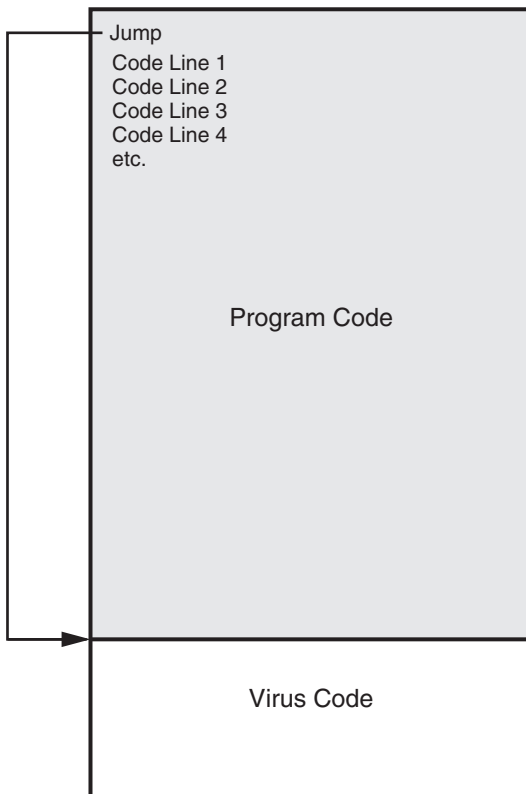 Jump
Code Line 1
Code Line 2
Code Line 3
Code Line 4
etc.
Program Code
Virus Code